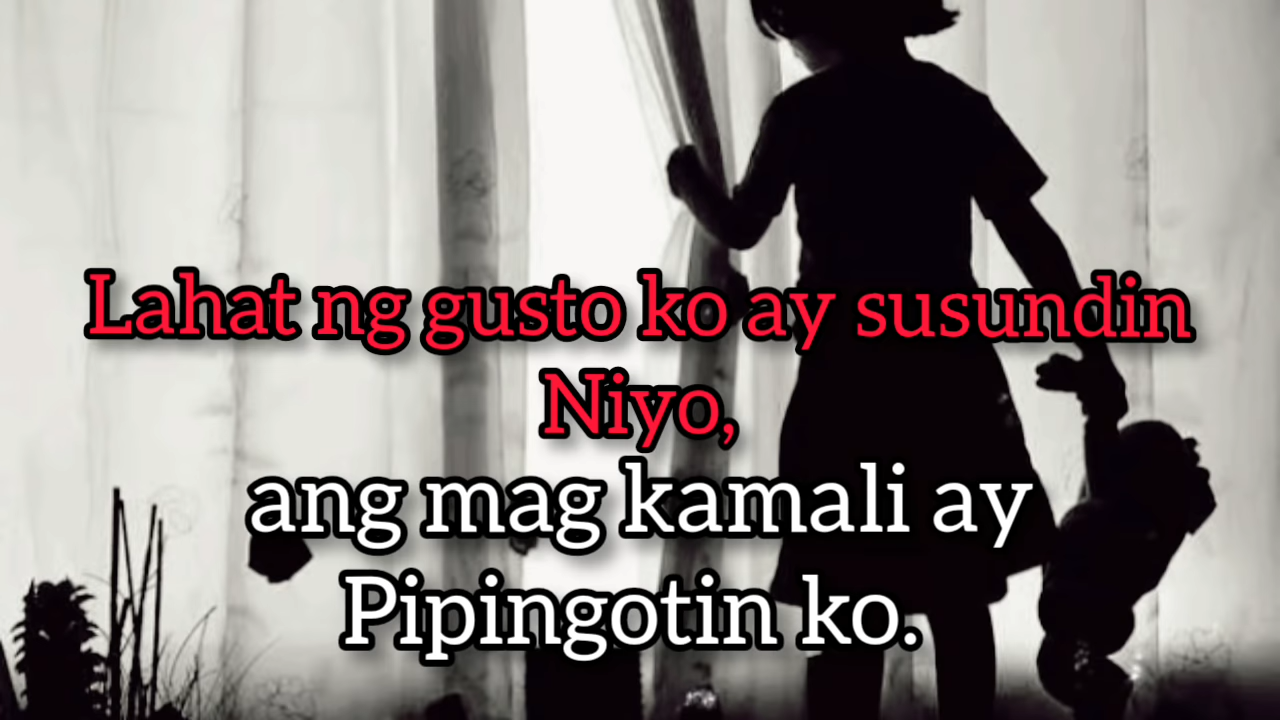 Lahat ng gusto ko ay susundin
Niyo,
ang mag kamali ay
Pipingotin ko.